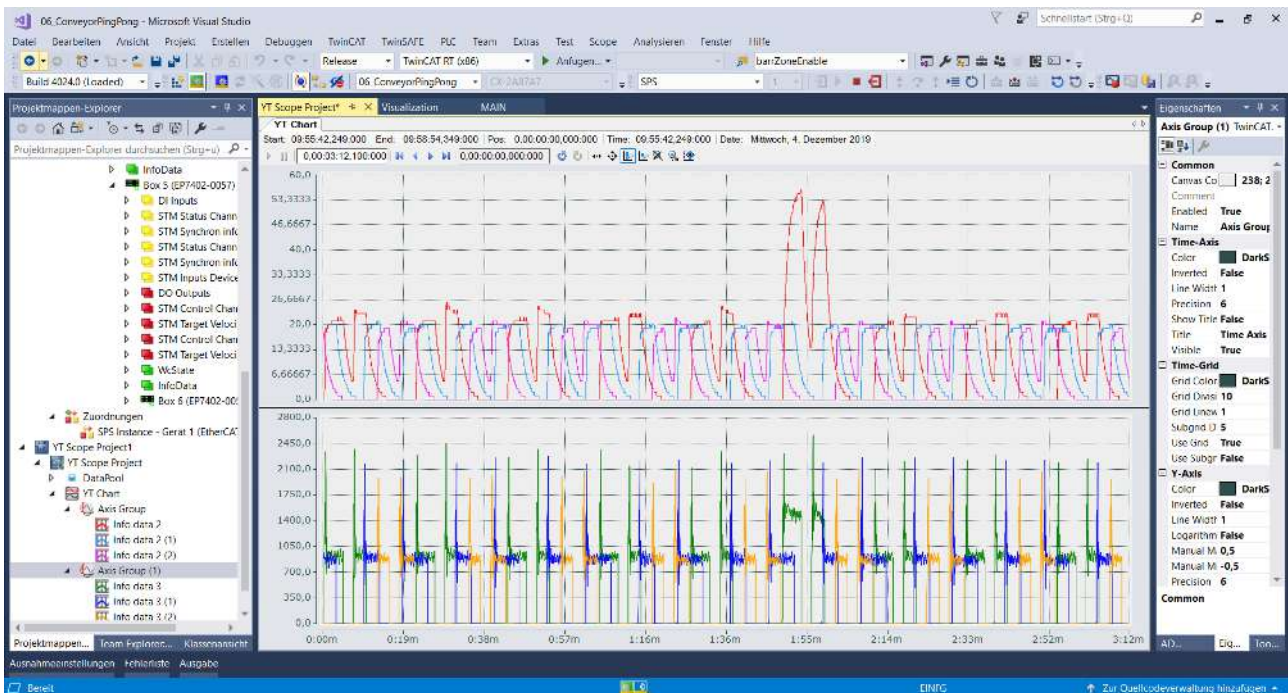 06_ConveyorPingPong - Microsoft Visual Studio
Schnellstart (Strg+Q)
Datei Bearbeiten Ansicht Projekt Erstellen Debuggen TwinCAT TwinSAFE PLC Team Extras Test Scope Analysieren Fenster Hilfe
Release TwinCAT RT (x86) Anfügen...
Build 4024.0 (Loaded) 06_ConveyorPingPong CX-2A87A7 SPS 1
Projektmappen-Explorer
Projektmappen-Explorer durchsuchen (Strg+ü)
InfoData
Box 5 (EP7402-0057)
DI Inputs
STM Status Chann
STM Synchron info
STM Status Chann
STM Synchron info
STM Inputs Device
DO Outputs
STM Control Chan
STM Target Veloci
STM Control Chan
STM Target Veloci
WcState
InfoData
Zuordnungen
YT Scope Project1
YT Scope Project
DataPool
YT Chart
Axis Group
Info data 2
Info data 2 (1)
Info data 2 (2)
Axis Group (1)
Info data 3
Info data 3 (1)
Info data 3 (2)
Projektmappen... Team Explorer... Klassenansicht
YT Scope Project* Visualization MAIN
YT Chart
Start: 09:55:42,249:000 End: 09:58:54,349:000 Pos: 0,00:00:00,000:000 Time: 09:55:42,249:000 Date: Mittwoch, 4. Dezember 2019
0,00:03:12,100:000 0,00:00:00,000:000
60,0
53,3333
46,6667
40,0
33,3333
26,6667
20,0
13,3333
6,66667
0,0
2800,0
2450,0
2100,0
1750,0
1400,0
1050,0
700,0
350,0
0,0
0:00m 0:19m 0:38m 0:57m 1:16m 1:36m 1:55m 2:14m 2:33m 2:52m 3:12m
Eigenschaften
Axis Group (1) TwinCAT.
Common
Canvas Co 238; 2
Comment
Enabled True
Name Axis Group
Time-Axis
Color DarkS
Inverted False
Line Width 1
Precision 6
Show Title False
Title Time Axis
Visible True
Time-Grid
Grid Color DarkS
Grid Divisi 10
Grid Linew 1
Subgrid D 5
Use Grid True
Use Subgr False
Y-Axis
Color DarkS
Inverted False
Line Width 1
Logarithm False
Manual M 0,5
Manual M -0,5
Precision 6
Common
AD... Eig... Too...
Ausnahmeeinstellungen Fehlerliste Ausgabe
Bereit
EINFG
Zur Quellcodeverwaltung hinzufügen